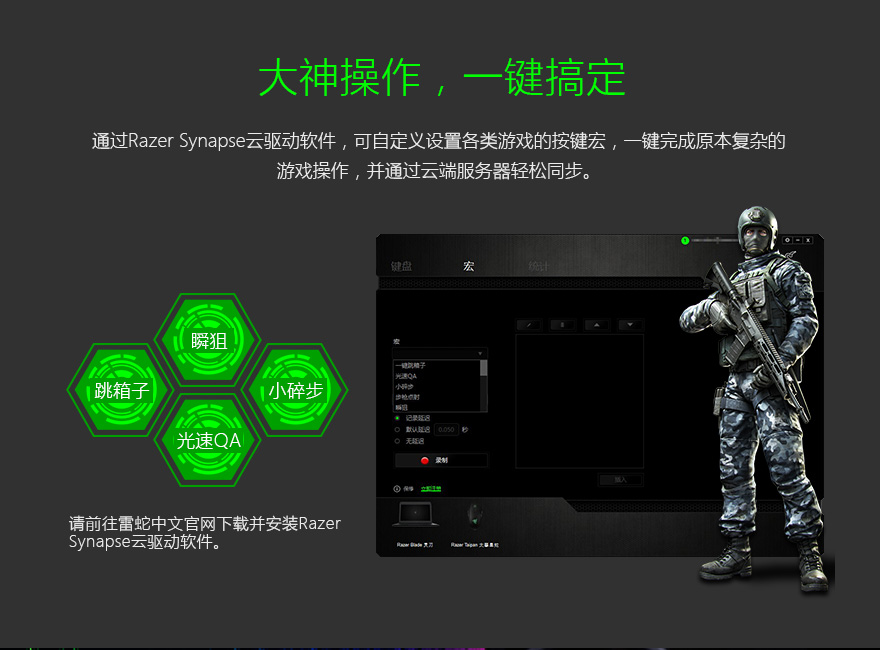 大神操作，一键搞定
通过Razer Synapse云驱动软件，可自定义设置各类游戏的按键宏，一键完成原本复杂的
游戏操作，并通过云端服务器轻松同步。
键盘
宏
统计
瞬狙
跳箱子
小碎步
光速QA
宏
一键跳箱子
光速QA
小碎步
步枪点射
瞬狙
记录延迟
默认延迟 0.050 秒
无延迟
录制
插入
保修 立即注册
Razer Blade 灵刃
Razer Taipan 太攀皇蛇
请前往雷蛇中文官网下载并安装Razer
Synapse云驱动软件。